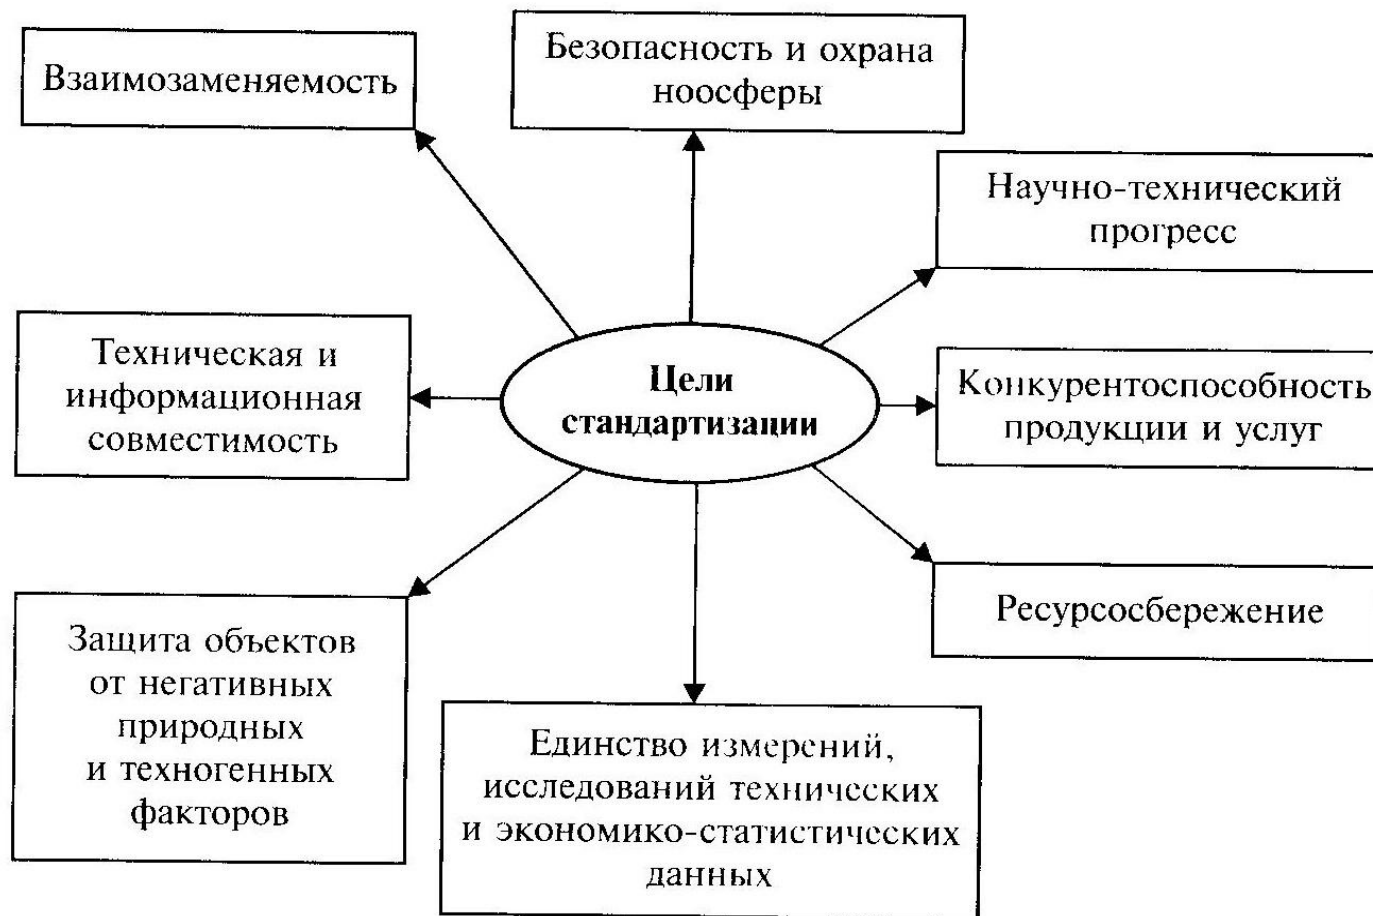 Взаимозаменяемость
Безопасность и охрана
ноосферы
Научно-технический
прогресс
Техническая и
информационная
совместимость
Цели
стандартизации
Конкурентоспособность
продукции и услуг
Защита объектов
от негативных
природных
и техногенных
факторов
Единство измерений,
исследований технических
и экономико-статистических
данных
Ресурсосбережение